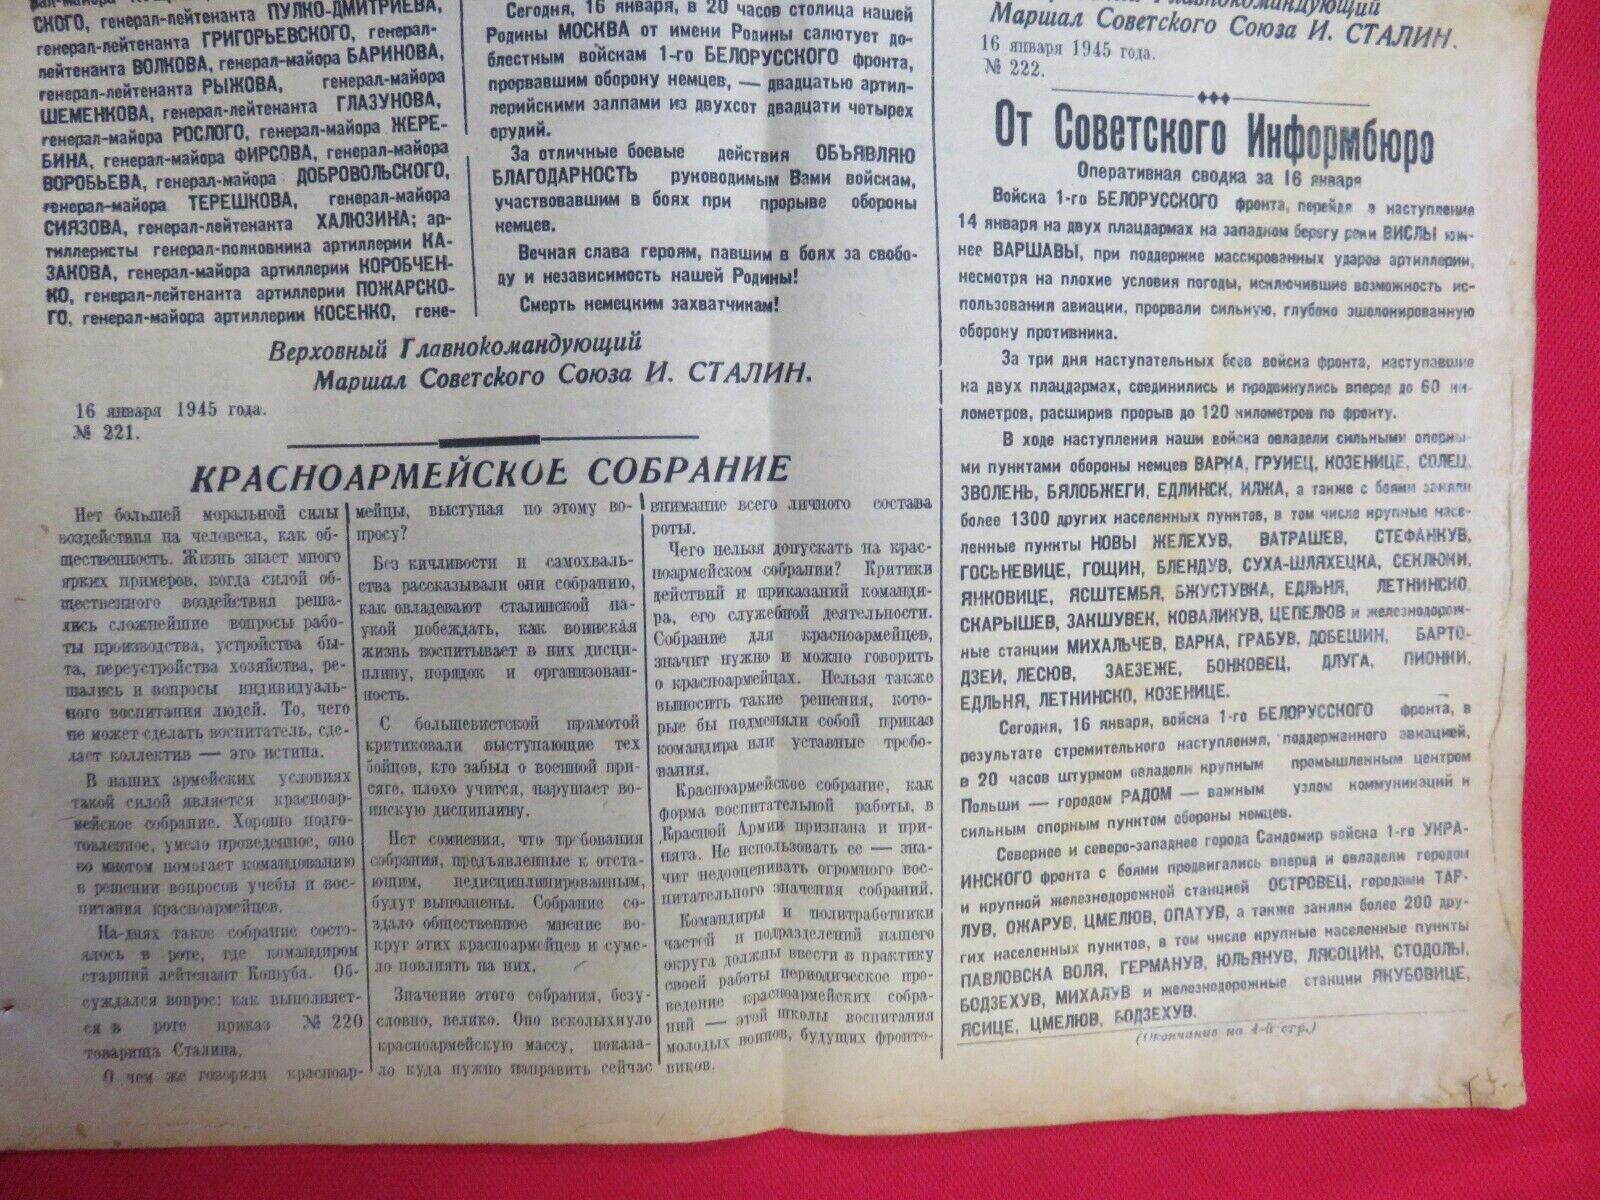 СКОГО, генерал-лейтенанта ПУЛКО-ДМИТРИЕВА,
генерал-лейтенанта ГРИГОРЬЕВСКОГО, генерал-
лейтенанта ВОЛКОВА, генерал-майора БАРИНОВА,
генерал-лейтенанта РЫЖОВА, генерал-майора
ШЕМЕНКОВА, генерал-лейтенанта ГЛАЗУНОВА,
генерал-майора РОСЛОГО, генерал-майора ЖЕРЕ-
БИНА, генерал-майора ФИРСОВА, генерал-майора
ВОРОБЬЕВА, генерал-майора ДОБРОВОЛЬСКОГО,
генерал-майора ТЕРЕШКОВА, генерал-майора
СИЯЗОВА, генерал-лейтенанта ХАЛЮЗИНА; ар-
тиллеристы генерал-полковника артиллерии КА-
ЗАКОВА, генерал-майора артиллерии КОРОБЧЕН-
КО, генерал-лейтенанта артиллерии ПОЖАРСКО-
ГО, генерал-майора артиллерии КОСЕНКО, гене-
Сегодня, 16 января, в 20 часов столица нашей
Родины МОСКВА от имени Родины салютует до-
блестным войскам 1-го БЕЛОРУССКОГО фронта,
прорвавшим оборону немцев, — двадцатью артил-
лерийскими залпами из двухсот двадцати четырех
орудий.
За отличные боевые действия ОБЪЯВЛЯЮ
БЛАГОДАРНОСТЬ руководимым Вами войскам,
участвовавшим в боях при прорыве обороны
немцев.
Вечная слава героям, павшим в боях за свобо-
ду и независимость нашей Родины!
Смерть немецким захватчикам!
Верховный Главнокомандующий
Маршал Советского Союза И. СТАЛИН.
16 января 1945 года.
№ 221.
КРАСНОАРМЕЙСКОЕ СОБРАНИЕ
Нет большей моральной силы
воздействия на человека, как об-
щественность. Жизнь знает много
ярких примеров, когда силой об-
щественного воздействия реша-
лись сложнейшие вопросы рабо-
ты производства, устройства бы-
та, переустройства хозяйства, ре-
шались и вопросы индивидуаль-
ного воспитания людей. То, чего
не может сделать воспитатель, сде-
лает коллектив — это истина.
В наших армейских условиях
такой силой является красноар-
мейское собрание. Хорошо подго-
товленное, умело проведенное, оно
во многом помогает командованию
в решении вопросов учебы и вос-
питания красноармейцев.
На-днях такое собрание состо-
ялось в роте, где командиром
старший лейтенант Кошуба. Об-
суждался вопрос: как выполняет-
ся в роте приказ № 220
товарища Сталина.
О чем же говорили красноар-
мейцы, выступая по этому во-
просу?
Без кичливости и самохваль-
ства рассказывали они собранию,
как овладевают сталинской на-
укой побеждать, как воинская
жизнь воспитывает в них дисци-
плину, порядок и организован-
ность.
С большевистской прямотой
критиковали выступающие тех
бойцов, кто забыл о военной при-
сяге, плохо учится, нарушает во-
инскую дисциплину.
Нет сомнения, что требования
собрания, предъявленные к отста-
ющим, недисциплинированным,
будут выполнены. Собрание со-
здало общественное мнение во-
круг этих красноармейцев и суме-
ло повлиять на них.
Значение этого собрания, безу-
словно, велико. Оно всколыхнуло
красноармейскую массу, показа-
ло куда нужно направить сейчас
внимание всего личного состава
роты.
Чего нельзя допускать на крас-
ноармейском собрании? Критики
действий и приказаний команди-
ра, его служебной деятельности.
Собрание для красноармейцев,
значит нужно и можно говорить
о красноармейцах. Нельзя также
выносить такие решения, кото-
рые бы подменяли собой приказ
командира или уставные требо-
вания.
Красноармейское собрание, как
форма воспитательной работы, в
Красной Армии признана и при-
нята. Не использовать ее — зна-
чит недооценивать огромного вос-
питательного значения собраний.
Командиры и политработники
частей и подразделений нашего
округа должны ввести в практику
своей работы периодическое про-
ведение красноармейских собра-
ний — этой школы воспитания
молодых воинов, будущих фронто-
виков.
Главнокомандующий
Маршал Советского Союза И. СТАЛИН.
16 января 1945 года.
№ 222.
От Советского Информбюро
Оперативная сводка за 16 января
Войска 1-го БЕЛОРУССКОГО фронта, перейдя в наступление
14 января на двух плацдармах на западном берегу реки ВИСЛЫ юж-
нее ВАРШАВЫ, при поддержке массированных ударов артиллерии,
несмотря на плохие условия погоды, исключившие возможность ис-
пользования авиации, прорвали сильную, глубоко эшелонированную
оборону противника.
За три дня наступательных боев войска фронта, наступавшие
на двух плацдармах, соединились и продвинулись вперед до 60 ки-
лометров, расширив прорыв до 120 километров по фронту.
В ходе наступления наши войска овладели сильными опорны-
ми пунктами обороны немцев ВАРКА, ГРУИЕЦ, КОЗЕНИЦЕ, СОЛЕЦ,
ЗВОЛЕНЬ, БЯЛОБЖЕГИ, ЕДЛИНСК, ИЛЖА, а также с боями заняли
более 1300 других населенных пунктов, в том числе крупные насе-
ленные пункты НОВЫ ЖЕЛЕХУВ, ВАТРАШЕВ, СТЕФАНКУВ,
ГОСЬНЕВИЦЕ, ГОЩИН, БЛЕНДУВ, СУХА-ШЛЯХЕЦКА, СЕКЛЮКИ,
ЯНКОВИЦЕ, ЯСШТЕМБЯ, БЖУСТУВКА, ЕДЛЬНЯ, ЛЕТНИНСКО,
СКАРЫШЕВ, ЗАКШУВЕК, КОВАЛИКУВ, ЦЕПЕЛЮВ и железнодорож-
ные станции МИХАЛЬЧЕВ, ВАРКА, ГРАБУВ, ДОБЕШИН, БАРТО-
ДЗЕИ, ЛЕСЮВ, ЗАЕЗЕЖЕ, БОНКОВЕЦ, ДЛУГА, ПИОНКИ,
ЕДЛЬНЯ, ЛЕТНИНСКО, КОЗЕНИЦЕ.
Сегодня, 16 января, войска 1-го БЕЛОРУССКОГО фронта, в
результате стремительного наступления, поддержанного авиацией,
в 20 часов штурмом овладели крупным промышленным центром
Польши — городом РАДОМ — важным узлом коммуникаций и
сильным опорным пунктом обороны немцев.
Севернее и северо-западнее города Сандомир войска 1-го УКРА-
ИНСКОГО фронта с боями продвигались вперед и овладели городом
и крупной железнодорожной станцией ОСТРОВЕЦ, городами ТАР-
ЛУВ, ОЖАРУВ, ЦМЕЛЮВ, ОПАТУВ, а также заняли более 200 дру-
гих населенных пунктов, в том числе крупные населенные пункты
ПАВЛОВСКА ВОЛЯ, ГЕРМАНУВ, ЮЛЬЯНУВ, ЛЯСОЦИН, СТОДОЛЫ,
БОДЗЕХУВ, МИХАЛУВ и железнодорожные станции ЯКУБОВИЦЕ,
ЯСИЦЕ, ЦМЕЛЮВ, БОДЗЕХУВ.
(Окончание на 4-й стр.)